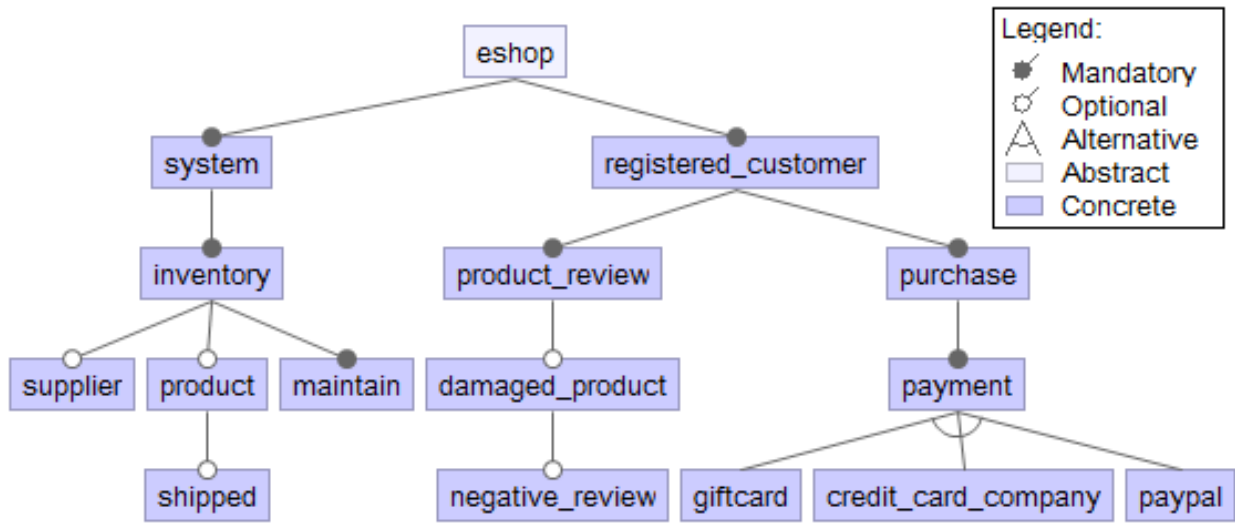 eshop
Legend:
Mandatory
Optional
Alternative
Abstract
Concrete
system
registered_customer
inventory
product_review
purchase
supplier
product
maintain
damaged_product
payment
shipped
negative_review
giftcard
credit_card_company
paypal